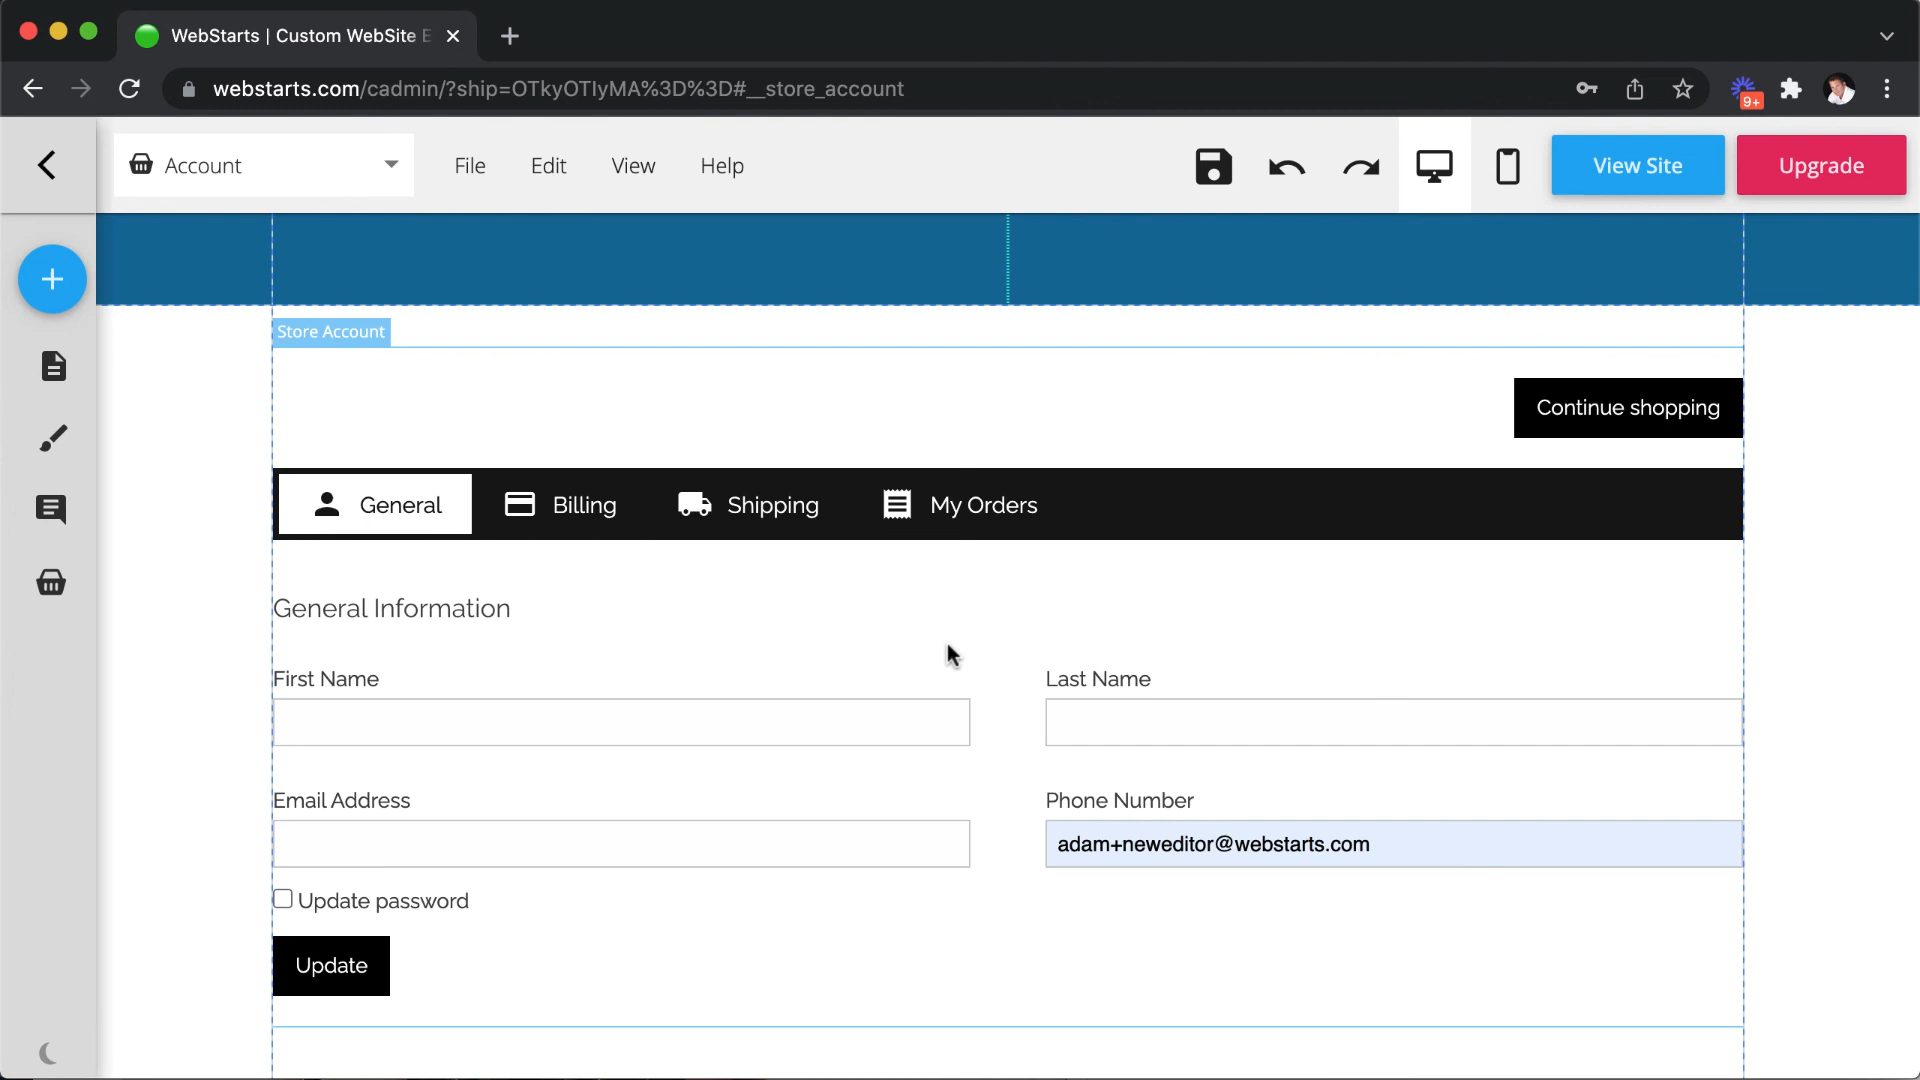 WebStarts | Custom WebSite E
webstarts.com/cadmin/?ship=OTkyOTIyMA%3D%3D#__store_account
9+
Account
File
Edit
View
Help
View Site
Upgrade
Store Account
Continue shopping
General
Billing
Shipping
My Orders
General Information
First Name
Last Name
Email Address
Phone Number
adam+neweditor@webstarts.com
Update password
Update